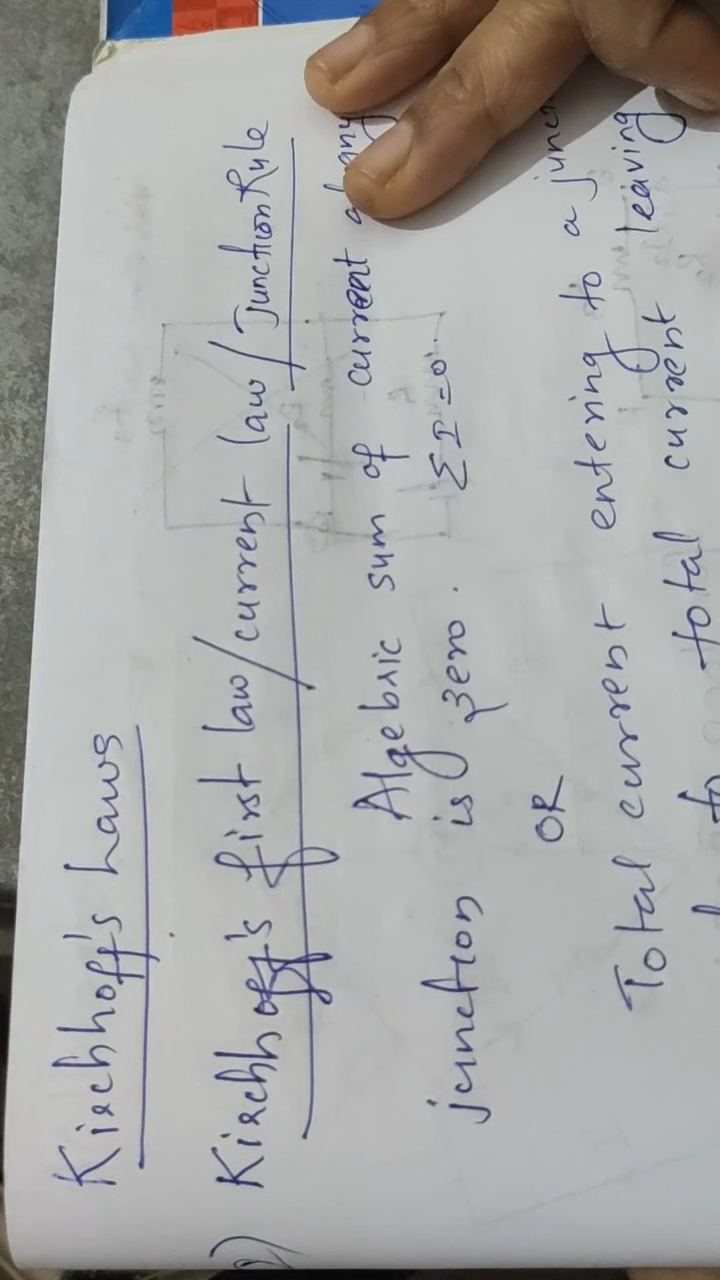 Kirchhoff's Laws
Kirchhoff's first law/current law/Junction Rule
Algebric sum of current any
junction is zero. ΣI=0.
OR
Total current entering to a junc
to total current leaving